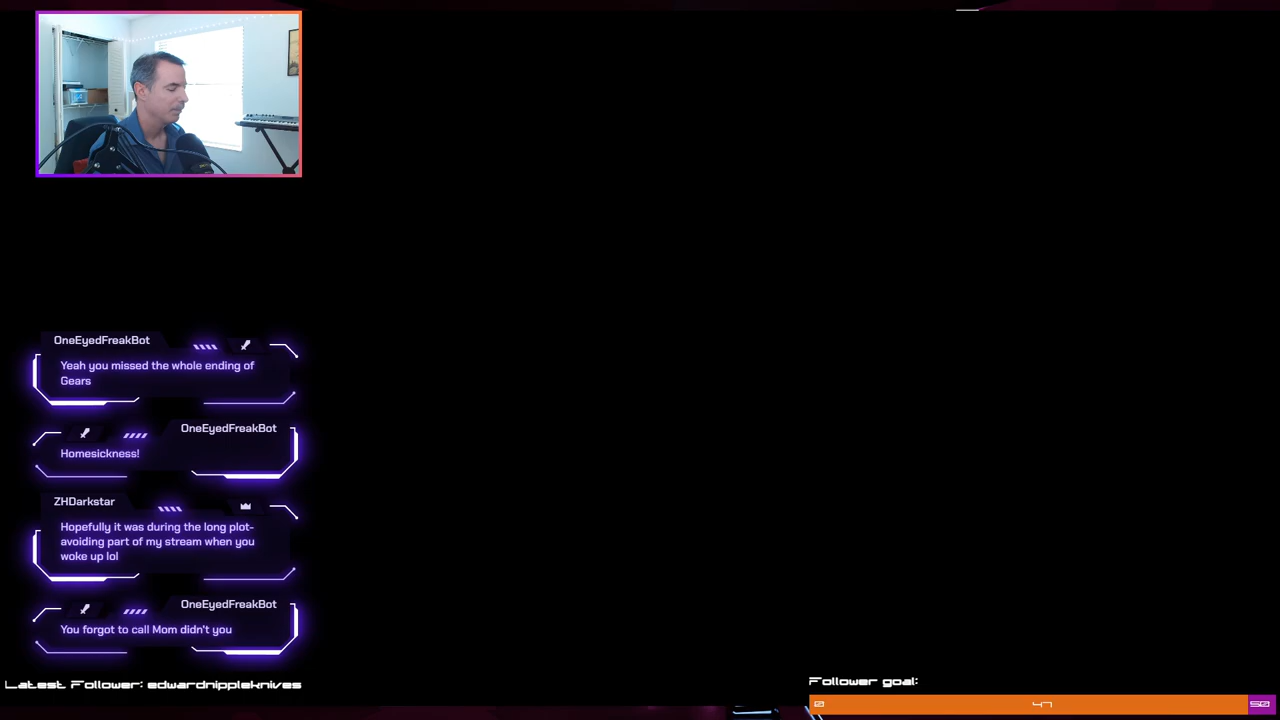 OneEyedFreakBot
Yeah you missed the whole ending of
Gears
OneEyedFreakBot
Homesickness!
ZHDarkstar
Hopefully it was during the long plot-
avoiding part of my stream when you
woke up lol
OneEyedFreakBot
You forgot to call Mom didn't you
Latest Follower: edwardnippleknives
Follower goal:
0 47 50